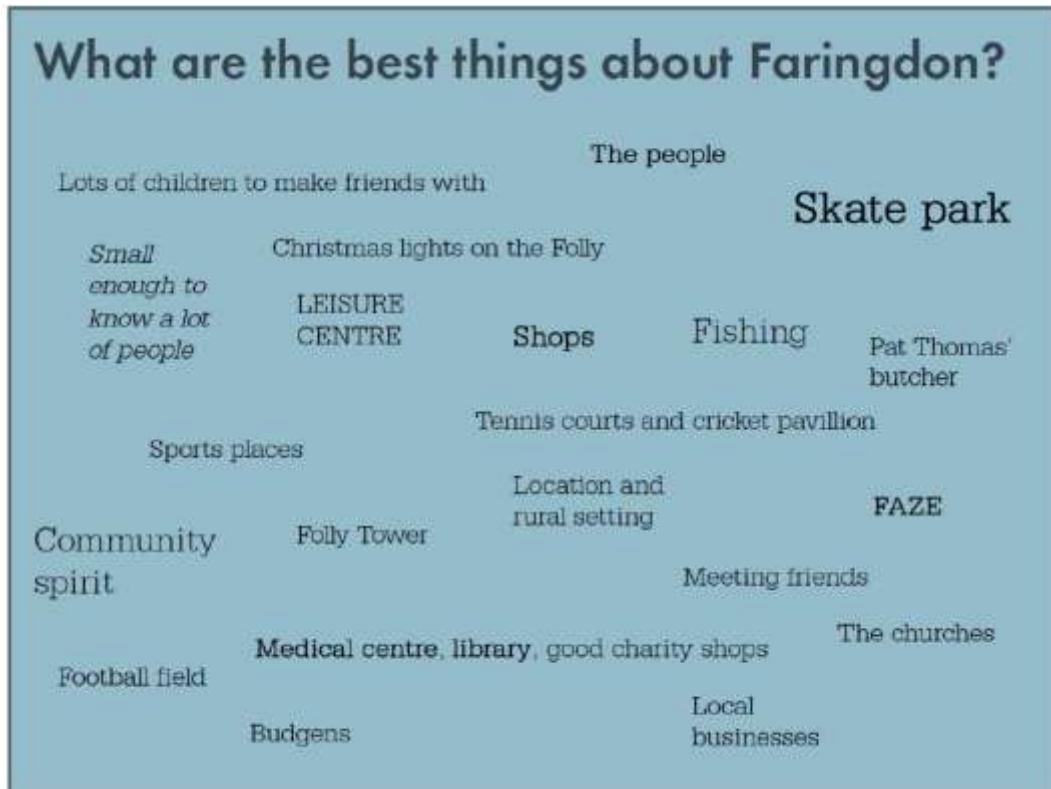 What are the best things about Faringdon?
The people
Lots of children to make friends with
Skate park
Christmas lights on the Folly
Small
enough to
know a lot
of people
LEISURE
CENTRE
Shops
Fishing
Pat Thomas'
butcher
Tennis courts and cricket pavillion
Sports places
Location and
rural setting
FAZE
Community
spirit
Folly Tower
Meeting friends
The churches
Medical centre, library, good charity shops
Football field
Local
businesses
Budgens